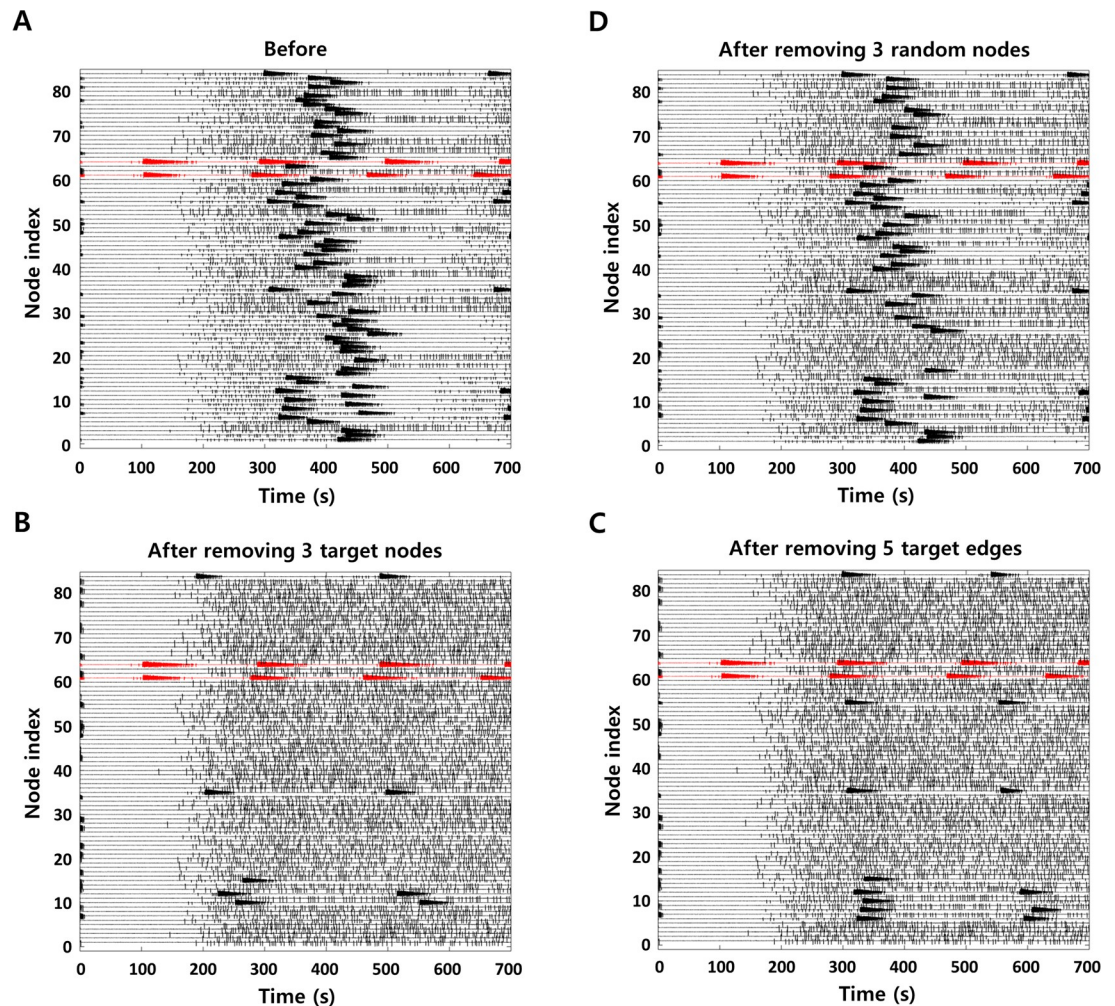 A
Before
Node index
80
70
60
50
40
30
20
10
0
0 100 200 300 400 500 600 700
Time (s)
D
After removing 3 random nodes
Node index
80
70
60
50
40
30
20
10
0
0 100 200 300 400 500 600 700
Time (s)
B
After removing 3 target nodes
Node index
80
70
60
50
40
30
20
10
0
0 100 200 300 400 500 600 700
Time (s)
C
After removing 5 target edges
Node index
80
70
60
50
40
30
20
10
0
0 100 200 300 400 500 600 700
Time (s)